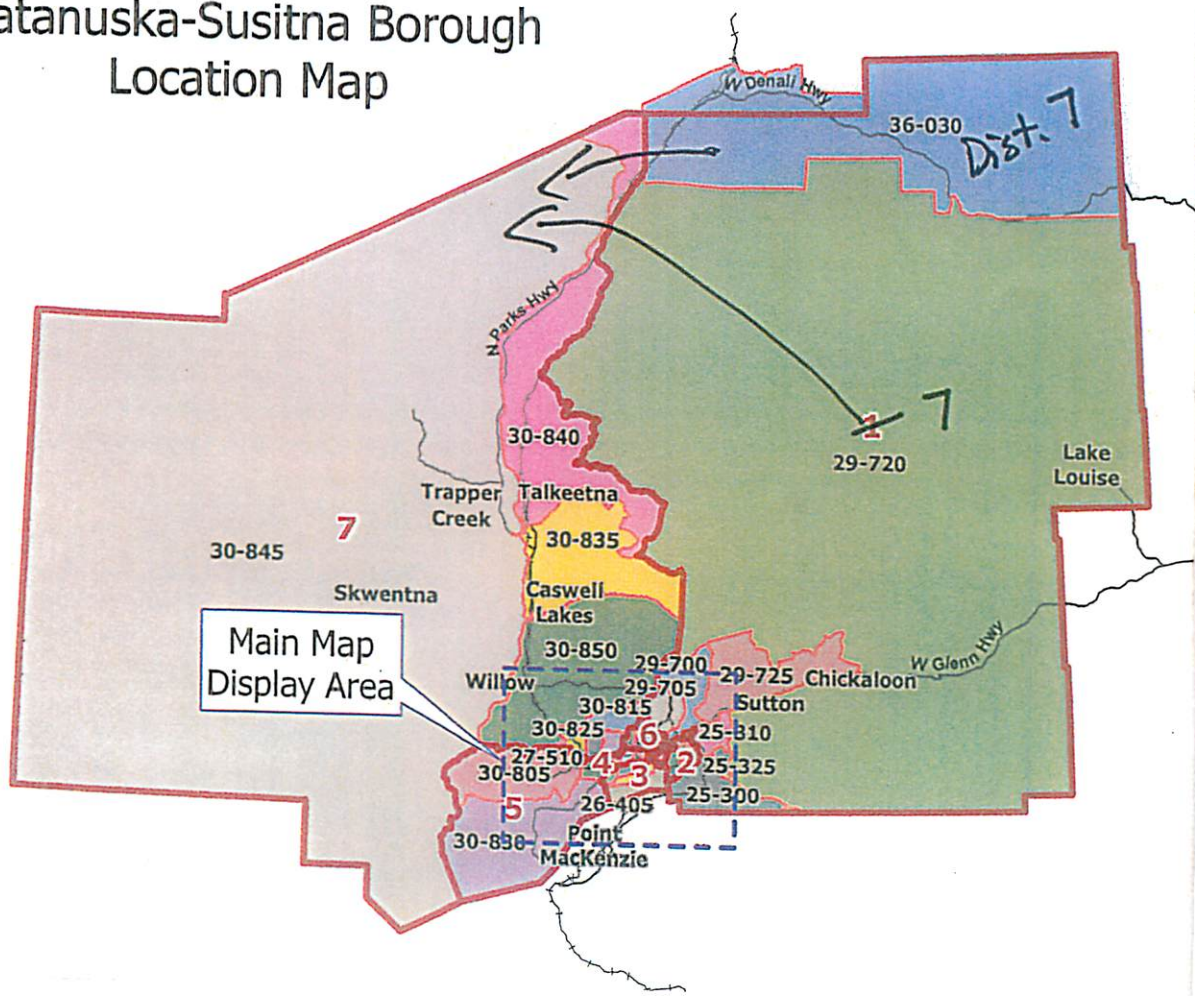 atanuska-Susitna Borough
Location Map
W Denali Hwy
36-030
Dist. 7
N Parks Hwy
1 7
30-840
29-720
Lake
Louise
Trapper
Creek
Talkeetna
7
30-835
30-845
Skwentna
Caswell
Lakes
Main Map
Display Area
30-850
29-700
W Glenn Hwy
Willow
29-705
29-725
Chickaloon
30-815
Sutton
30-825
6
25-310
27-510
4
2
25-325
30-805
3
5
26-405
25-300
30-830
Point
MacKenzie